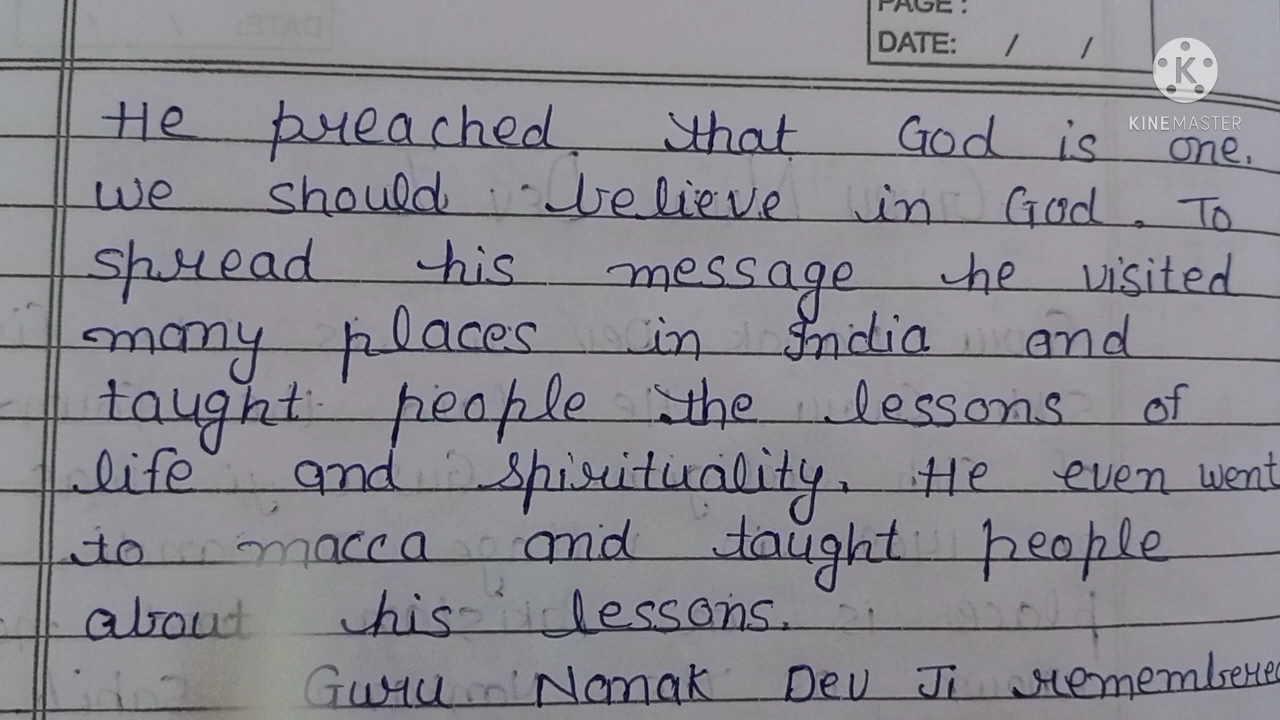 PAGE:
DATE: / /
K
KINEMASTER
He preached that God is one.
we should believe in God. To
spread his message he visited
many places in India and
taught people the lessons of
life and spirituality. He even went
to macca and taught people
about his lessons.
Guru Nanak Dev Ji remembered